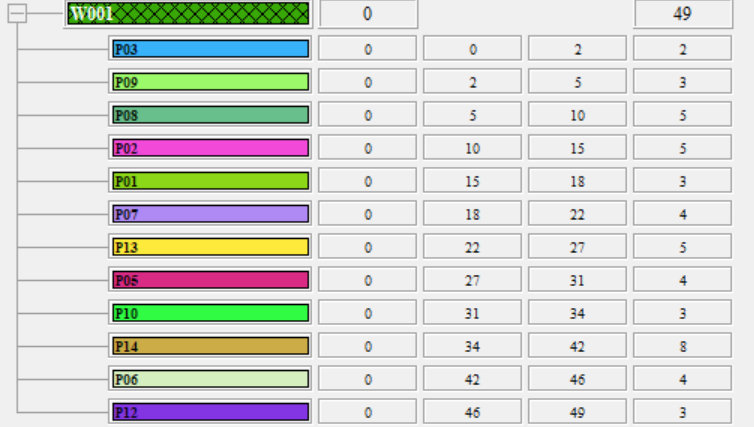 W001 0 49
P03 0 0 2 2
P09 0 2 5 3
P08 0 5 10 5
P02 0 10 15 5
P01 0 15 18 3
P07 0 18 22 4
P13 0 22 27 5
P05 0 27 31 4
P10 0 31 34 3
P14 0 34 42 8
P06 0 42 46 4
P12 0 46 49 3